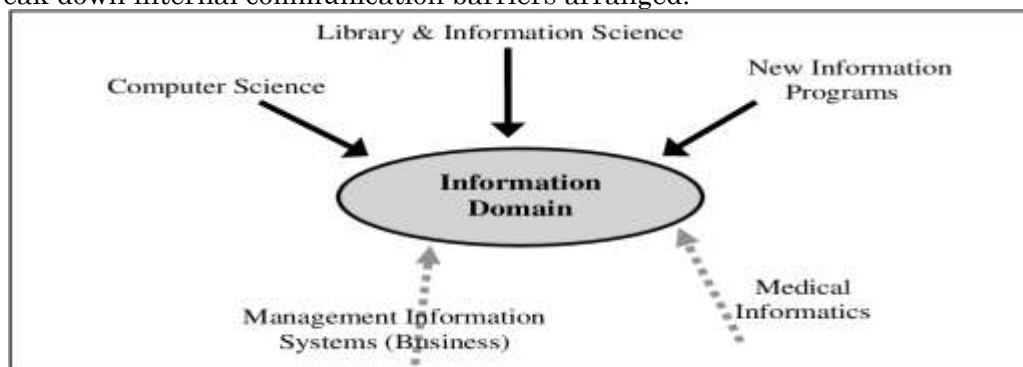 eak down internal communication barriers arranged.
Library & Information Science
Computer Science
New Information
Programs
Information
Domain
Medical
Informatics
Management Information
Systems (Business)